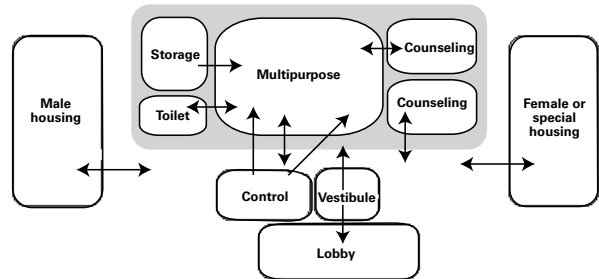 Storage
Multipurpose
Counseling
Toilet
Counseling
Male
housing
Female or
special
housing
Control
Vestibule
Lobby